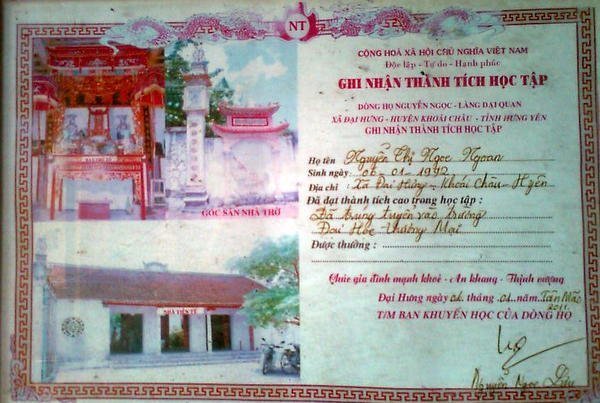 NT
CỘNG HOÀ XÃ HỘI CHỦ NGHĨA VIỆT NAM
Độc lập - Tự do - Hạnh phúc
GHI NHẬN THÀNH TÍCH HỌC TẬP
DÒNG HỌ NGUYỄN NGỌC - LÀNG ĐẠI QUAN
XÃ ĐẠI HƯNG - HUYỆN KHOÁI CHÂU - TỈNH HƯNG YÊN
GHI NHẬN THÀNH TÍCH HỌC TẬP
Họ tên Nguyễn Thị Ngọc Ngoan
Sinh ngày 06-01-1992
Địa chỉ : Xã Đại Hưng - Khoái Châu - H.yên
Đã đạt thành tích cao trong học tập :
Đã trúng tuyển vào trường
Đại Học Thương Mại
Được thưởng :
Chúc gia đình mạnh khoẻ - An khang - Thịnh vượng
Đại Hưng ngày 06 tháng 01 năm Tân Mão
2011
T/M BAN KHUYẾN HỌC CỦA DÒNG HỌ
Nguyễn Ngọc
GÓC SÂN NHÀ THỜ
NHÀ TIỀN TẾ